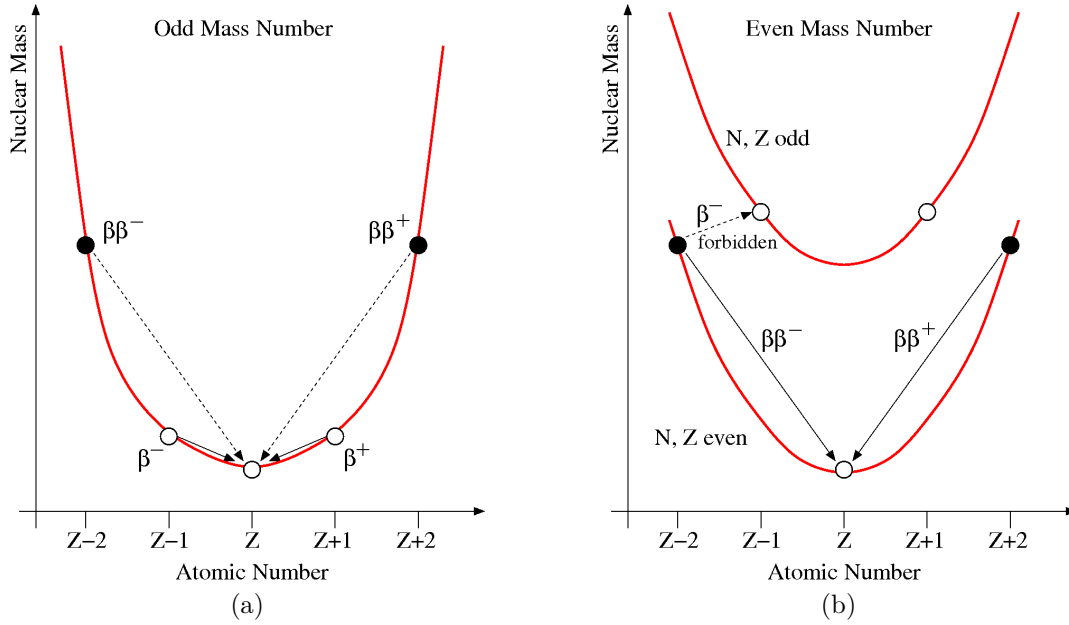 Odd Mass Number
Nuclear Mass
ββ⁻
ββ⁺
β⁻
β⁺
Z−2 Z−1 Z Z+1 Z+2
Atomic Number
(a)
Even Mass Number
Nuclear Mass
N, Z odd
β⁻
forbidden
ββ⁻
ββ⁺
N, Z even
Z−2 Z−1 Z Z+1 Z+2
Atomic Number
(b)